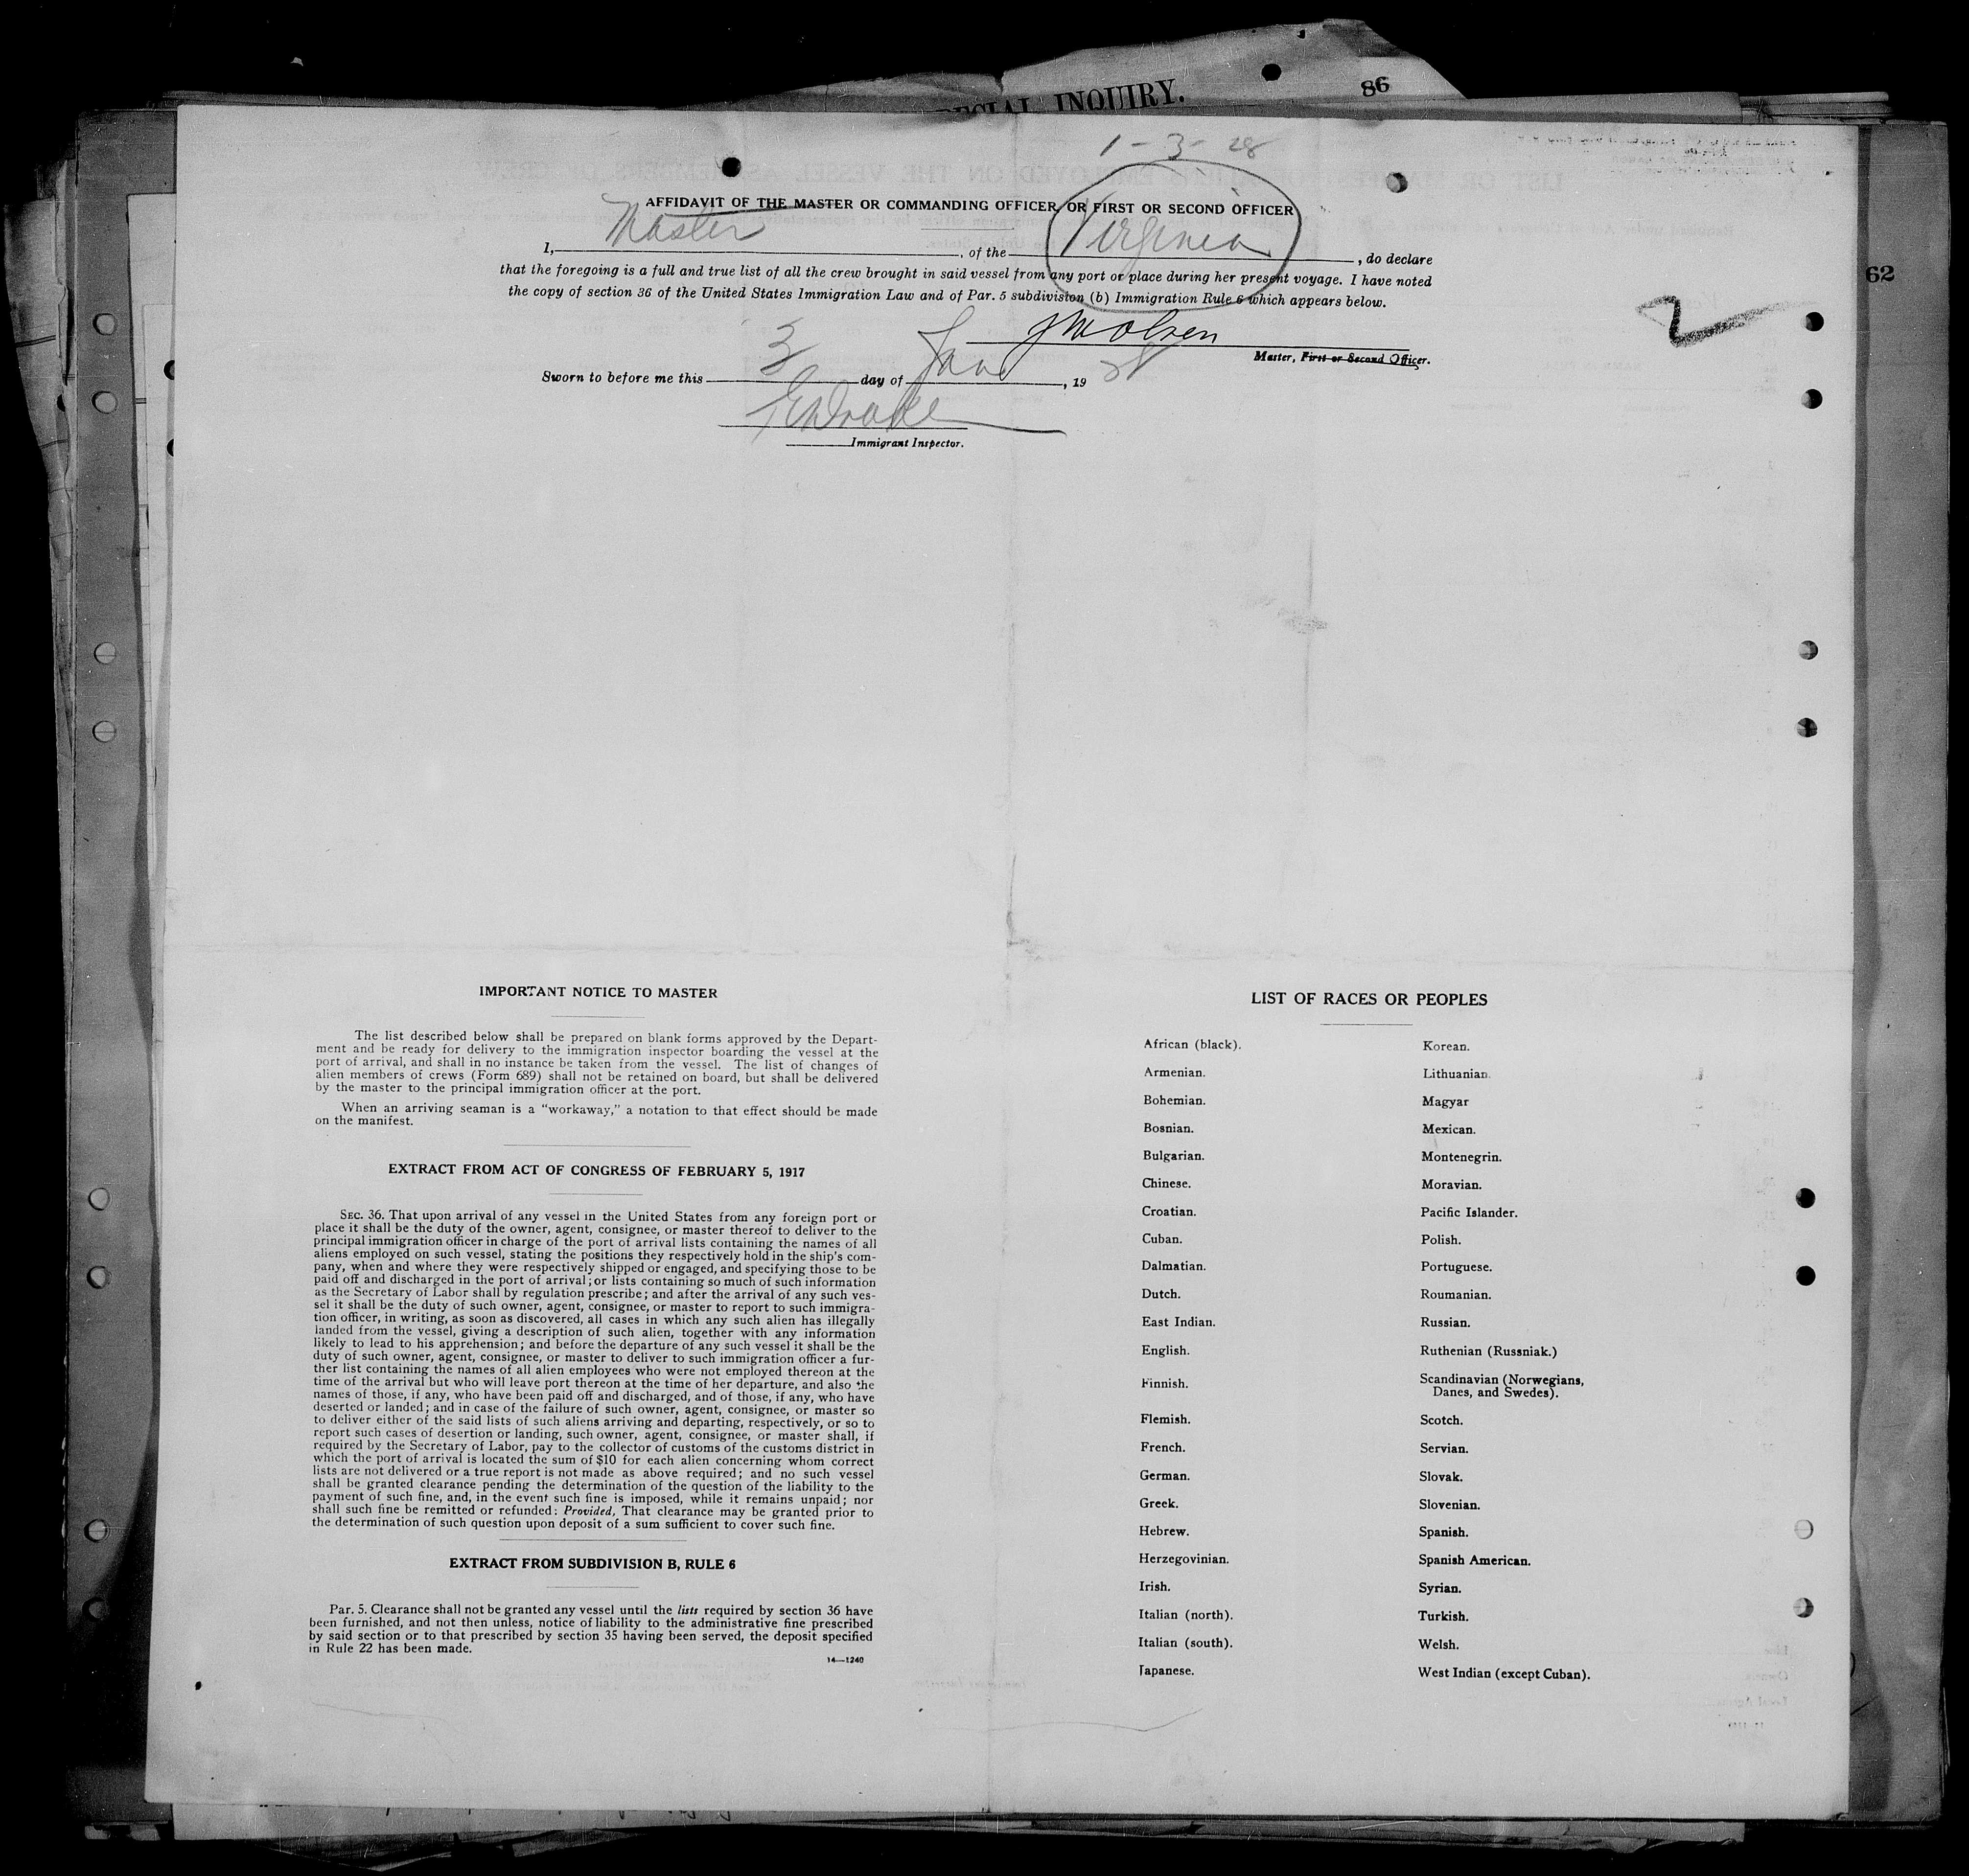 SPECIAL INQUIRY.
86
62
1-3-28
AFFIDAVIT OF THE MASTER OR COMMANDING OFFICER, OR FIRST OR SECOND OFFICER
I, Master, of the Virginia, do declare
that the foregoing is a full and true list of all the crew brought in said vessel from any port or place during her present voyage. I have noted
the copy of section 36 of the United States Immigration Law and of Par. 5 subdivision (b) Immigration Rule 6 which appears below.
2
Olsen
Master, First or Second Officer.
Sworn to before me this 3 day of Jan, 19 28
Immigrant Inspector.
IMPORTANT NOTICE TO MASTER
The list described below shall be prepared on blank forms approved by the Depart-
ment and be ready for delivery to the immigration inspector boarding the vessel at the
port of arrival, and shall in no instance be taken from the vessel. The list of changes of
alien members of crews (Form 689) shall not be retained on board, but shall be delivered
by the master to the principal immigration officer at the port.
When an arriving seaman is a "workaway," a notation to that effect should be made
on the manifest.
EXTRACT FROM ACT OF CONGRESS OF FEBRUARY 5, 1917
SEC. 36. That upon arrival of any vessel in the United States from any foreign port or
place it shall be the duty of the owner, agent, consignee, or master thereof to deliver to the
principal immigration officer in charge of the port of arrival lists containing the names of all
aliens employed on such vessel, stating the positions they respectively hold in the ship's com-
pany, when and where they were respectively shipped or engaged, and specifying those to be
paid off and discharged in the port of arrival; or lists containing so much of such information
as the Secretary of Labor shall by regulation prescribe; and after the arrival of any such ves-
sel it shall be the duty of such owner, agent, consignee, or master to report to such immigra-
tion officer, in writing, as soon as discovered, all cases in which any such alien has illegally
landed from the vessel, giving a description of such alien, together with any information
likely to lead to his apprehension; and before the departure of any such vessel it shall be the
duty of such owner, agent, consignee, or master to deliver to such immigration officer a fur-
ther list containing the names of all alien employees who were not employed thereon at the
time of the arrival but who will leave port thereon at the time of her departure, and also the
names of those, if any, who have been paid off and discharged, and of those, if any, who have
deserted or landed; and in case of the failure of such owner, agent, consignee, or master so
to deliver either of the said lists of such aliens arriving and departing, respectively, or so to
report such cases of desertion or landing, such owner, agent, consignee, or master shall, if
required by the Secretary of Labor, pay to the collector of customs of the customs district in
which the port of arrival is located the sum of $10 for each alien concerning whom correct
lists are not delivered or a true report is not made as above required; and no such vessel
shall be granted clearance pending the determination of the question of the liability to the
payment of such fine, and, in the event such fine is imposed, while it remains unpaid; nor
shall such fine be remitted or refunded: Provided, That clearance may be granted prior to
the determination of such question upon deposit of a sum sufficient to cover such fine.
EXTRACT FROM SUBDIVISION B, RULE 6
Par. 5. Clearance shall not be granted any vessel until the lists required by section 36 have
been furnished, and not then unless, notice of liability to the administrative fine prescribed
by said section or to that prescribed by section 35 having been served, the deposit specified
in Rule 22 has been made.
14—1240
LIST OF RACES OR PEOPLES
African (black).
Armenian.
Bohemian.
Bosnian.
Bulgarian.
Chinese.
Croatian.
Cuban.
Dalmatian.
Dutch.
East Indian.
English.
Finnish.
Flemish.
French.
German.
Greek.
Hebrew.
Herzegovinian.
Irish.
Italian (north).
Italian (south).
Japanese.
Korean.
Lithuanian.
Magyar
Mexican.
Montenegrin.
Moravian.
Pacific Islander.
Polish.
Portuguese.
Roumanian.
Russian.
Ruthenian (Russniak.)
Scandinavian (Norwegians,
Danes, and Swedes).
Scotch.
Servian.
Slovak.
Slovenian.
Spanish.
Spanish American.
Syrian.
Turkish.
Welsh.
West Indian (except Cuban).